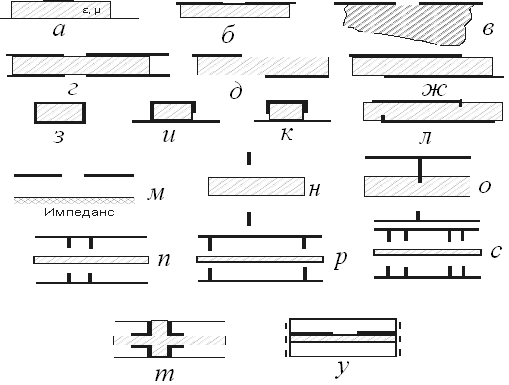 ε, μ
а
б
в
г
д
ж
з
и
к
л
м
н
о
Импеданс
п
р
с
т
у